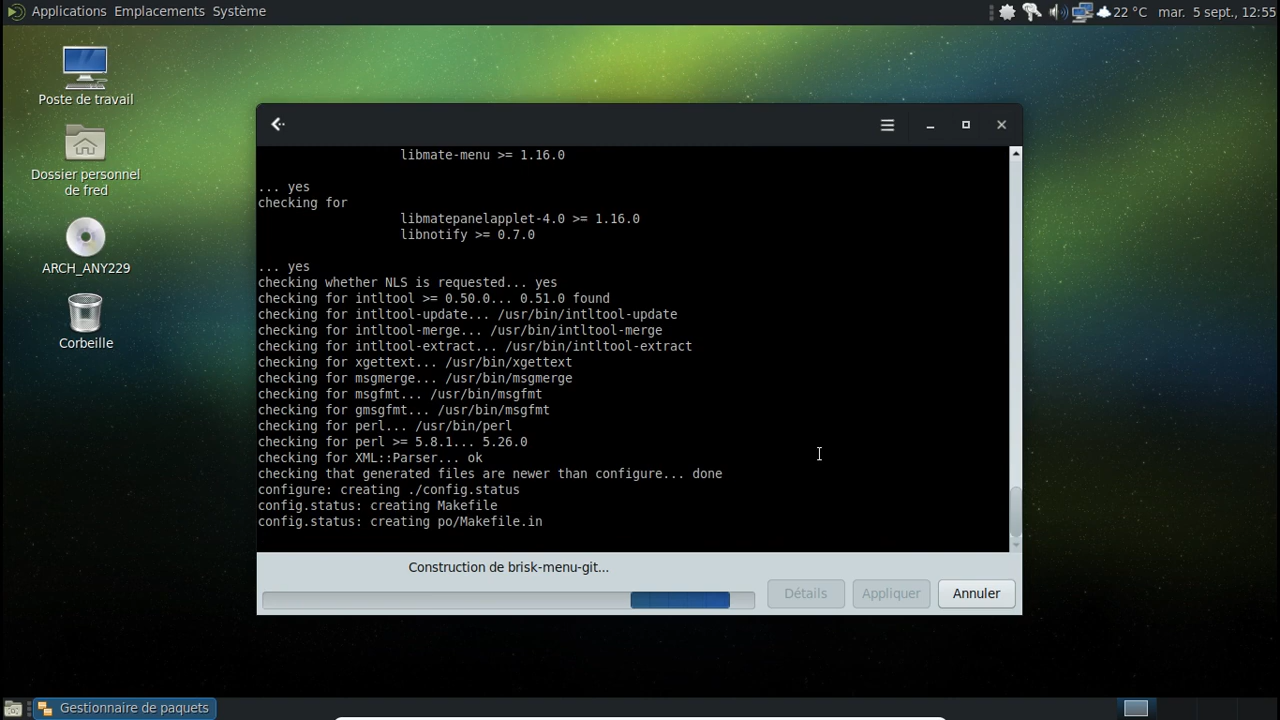 Applications Emplacements Système
22 °C mar. 5 sept., 12:55
Poste de travail
Dossier personnel
de fred
ARCH_ANY229
Corbeille
libmate-menu >= 1.16.0
... yes
checking for
libmatepanelapplet-4.0 >= 1.16.0
libnotify >= 0.7.0
... yes
checking whether NLS is requested... yes
checking for intltool >= 0.50.0... 0.51.0 found
checking for intltool-update... /usr/bin/intltool-update
checking for intltool-merge... /usr/bin/intltool-merge
checking for intltool-extract... /usr/bin/intltool-extract
checking for xgettext... /usr/bin/xgettext
checking for msgmerge... /usr/bin/msgmerge
checking for msgfmt... /usr/bin/msgfmt
checking for gmsgfmt... /usr/bin/msgfmt
checking for perl... /usr/bin/perl
checking for perl >= 5.8.1... 5.26.0
checking for XML::Parser... ok
checking that generated files are newer than configure... done
configure: creating ./config.status
config.status: creating Makefile
config.status: creating po/Makefile.in
Construction de brisk-menu-git...
Détails Appliquer Annuler
Gestionnaire de paquets